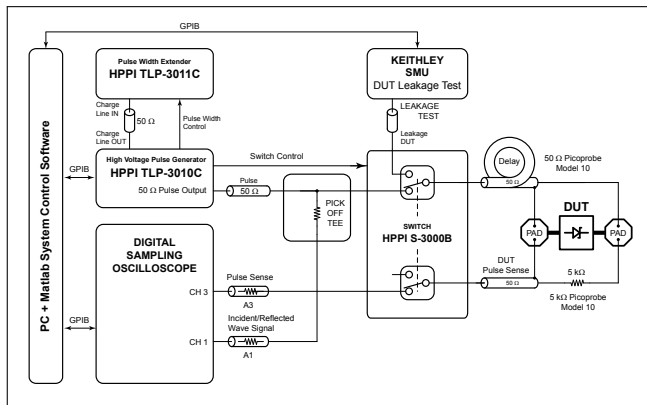 GPIB
PC + Matlab System Control Software
Pulse Width Extender
HPPI TLP-3011C
KEITHLEY
SMU
DUT Leakage Test
Charge
Line IN
50 Ω
Charge
Line OUT
Pulse Width
Control
LEAKAGE
TEST
Leakage
DUT
GPIB
High Voltage Pulse Generator
HPPI TLP-3010C
50 Ω Pulse Output
Switch Control
Pulse
50 Ω
PICK
OFF
TEE
SWITCH
HPPI S-3000B
Delay
50 Ω
50 Ω Picoprobe
Model 10
DUT
PAD
PAD
DIGITAL
SAMPLING
OSCILLOSCOPE
CH 3
Pulse Sense
A3
DUT
Pulse Sense
50 Ω
5 kΩ
5 kΩ Picoprobe
Model 10
GPIB
CH 1
Incident/Reflected
Wave Signal
A1